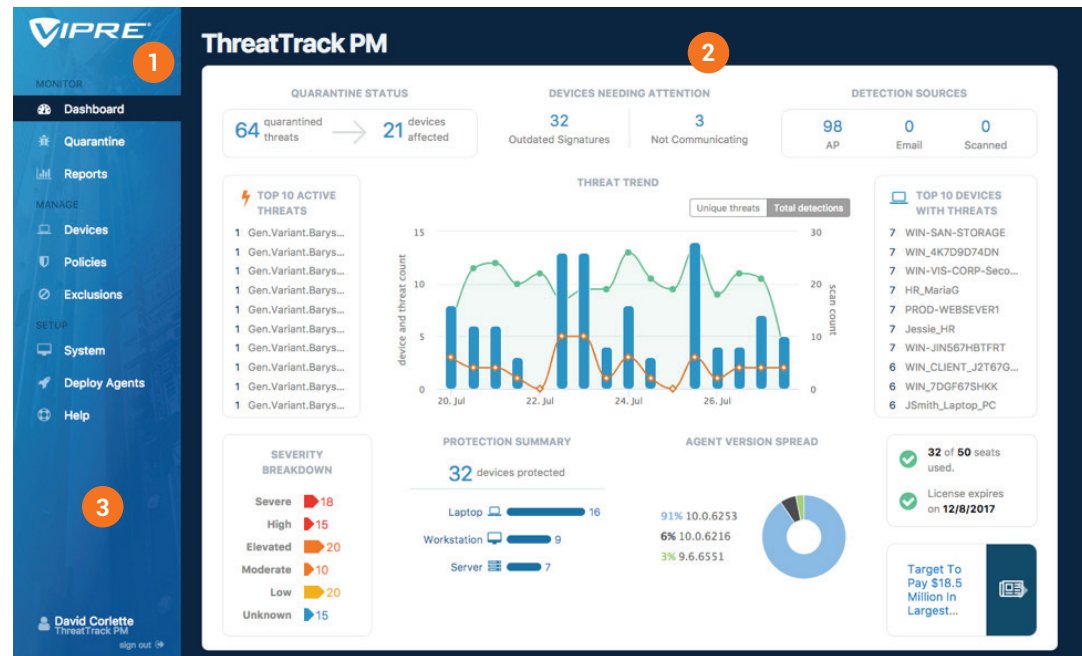 VIPRE
1
MONITOR
Dashboard
Quarantine
Reports
MANAGE
Devices
Policies
Exclusions
SETUP
System
Deploy Agents
Help
3
David Corlette
ThreatTrack PM
sign out
ThreatTrack PM
2
QUARANTINE STATUS
64 quarantined threats
21 devices affected
DEVICES NEEDING ATTENTION
32
Outdated Signatures
3
Not Communicating
DETECTION SOURCES
98
AP
0
Email
0
Scanned
TOP 10 ACTIVE
THREATS
1 Gen.Variant.Barys...
1 Gen.Variant.Barys...
1 Gen.Variant.Barys...
1 Gen.Variant.Barys...
1 Gen.Variant.Barys...
1 Gen.Variant.Barys...
1 Gen.Variant.Barys...
1 Gen.Variant.Barys...
1 Gen.Variant.Barys...
1 Gen.Variant.Barys...
THREAT TREND
Unique threats Total detections
device and threat count
15
10
5
0
30
20
10
0
scan count
20. Jul 22. Jul 24. Jul 26. Jul
TOP 10 DEVICES
WITH THREATS
7 WIN-SAN-STORAGE
7 WIN_4K7D9D74DN
7 WIN-VIS-CORP-Seco...
7 HR_MariaG
7 PROD-WEBSEVER1
7 Jessie_HR
7 WIN-JIN567HBTFRT
6 WIN_CLIENT_J2T67G...
6 WIN_7DGF67SHKK
6 JSmith_Laptop_PC
SEVERITY
BREAKDOWN
Severe 18
High 15
Elevated 20
Moderate 10
Low 20
Unknown 15
PROTECTION SUMMARY
32 devices protected
Laptop 16
Workstation 9
Server 7
AGENT VERSION SPREAD
91% 10.0.6253
6% 10.0.6216
3% 9.6.6551
32 of 50 seats
used.
License expires
on 12/8/2017
Target To
Pay $18.5
Million In
Largest...